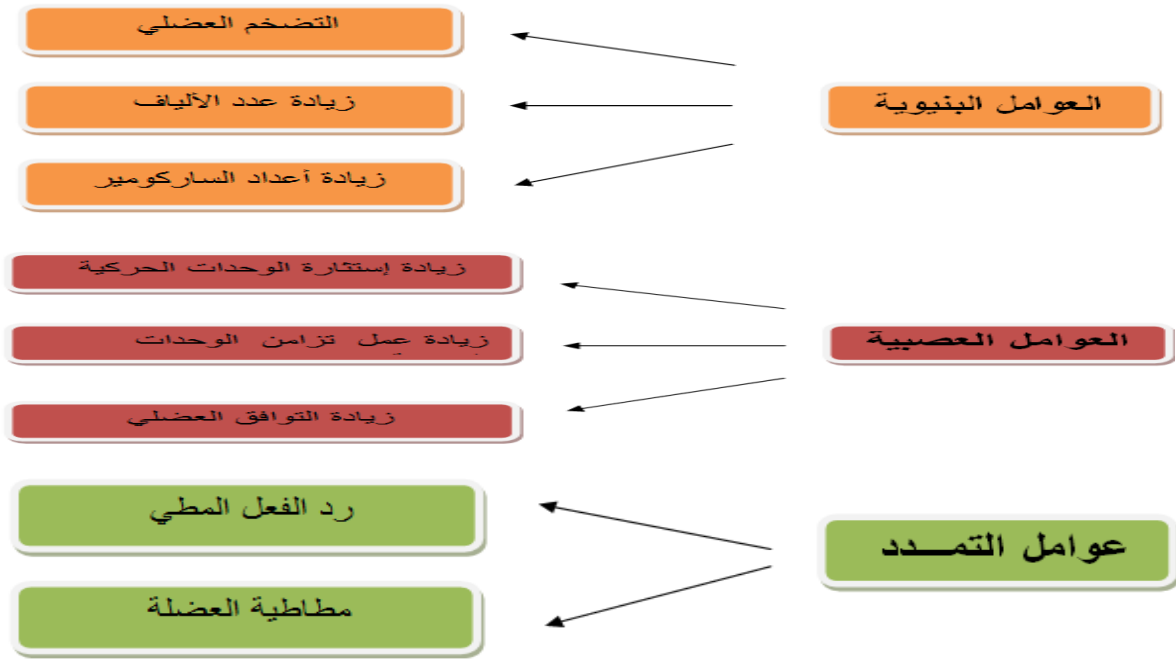 العوامل البنيوية
التضخم العضلي
زيادة عدد الألياف
زيادة أعداد الساركومير
العوامل العصبية
زيادة إستثارة الوحدات الحركية
زيادة عمل تزامن الوحدات
زيادة التوافق العضلي
عوامل التمـــدد
رد الفعل المطي
مطاطية العضلة